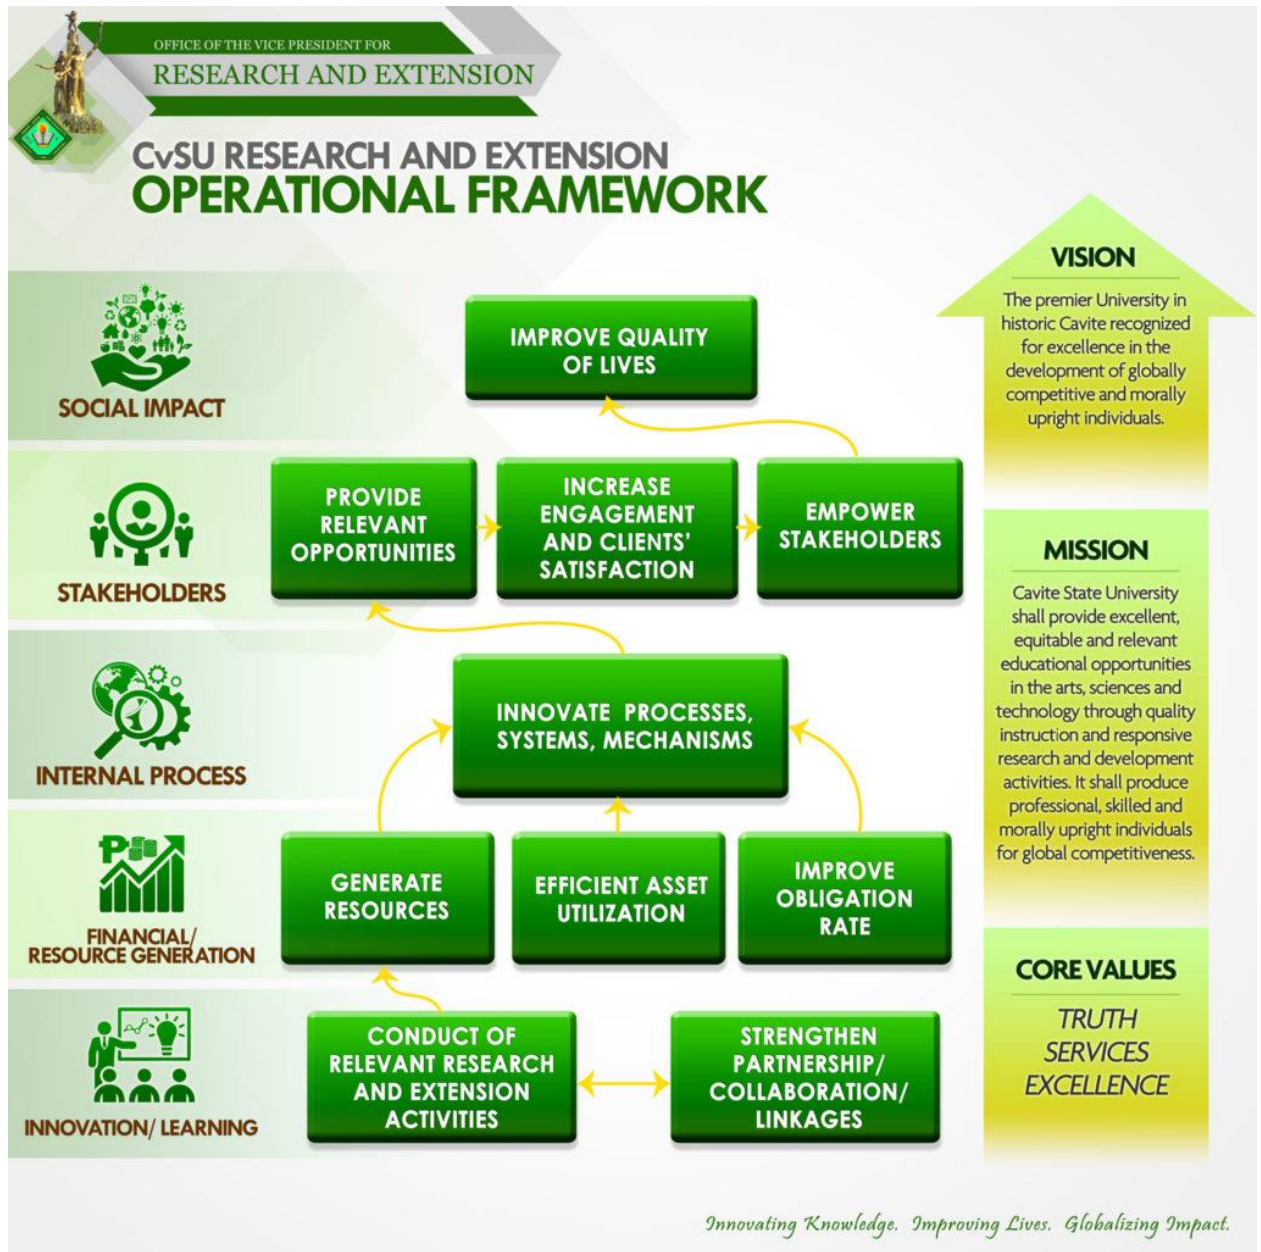 OFFICE OF THE VICE PRESIDENT FOR
RESEARCH AND EXTENSION
CvSU RESEARCH AND EXTENSION
OPERATIONAL FRAMEWORK
SOCIAL IMPACT
IMPROVE QUALITY
OF LIVES
STAKEHOLDERS
PROVIDE
RELEVANT
OPPORTUNITIES
INCREASE
ENGAGEMENT
AND CLIENTS'
SATISFACTION
EMPOWER
STAKEHOLDERS
INTERNAL PROCESS
INNOVATE PROCESSES,
SYSTEMS, MECHANISMS
FINANCIAL/
RESOURCE GENERATION
GENERATE
RESOURCES
EFFICIENT ASSET
UTILIZATION
IMPROVE
OBLIGATION
RATE
INNOVATION/ LEARNING
CONDUCT OF
RELEVANT RESEARCH
AND EXTENSION
ACTIVITIES
STRENGTHEN
PARTNERSHIP/
COLLABORATION/
LINKAGES
VISION
The premier University in
historic Cavite recognized
for excellence in the
development of globally
competitive and morally
upright individuals.
MISSION
Cavite State University
shall provide excellent,
equitable and relevant
educational opportunities
in the arts, sciences and
technology through quality
instruction and responsive
research and development
activities. It shall produce
professional, skilled and
morally upright individuals
for global competitiveness.
CORE VALUES
TRUTH
SERVICES
EXCELLENCE
Innovating Knowledge. Improving Lives. Globalizing Impact.